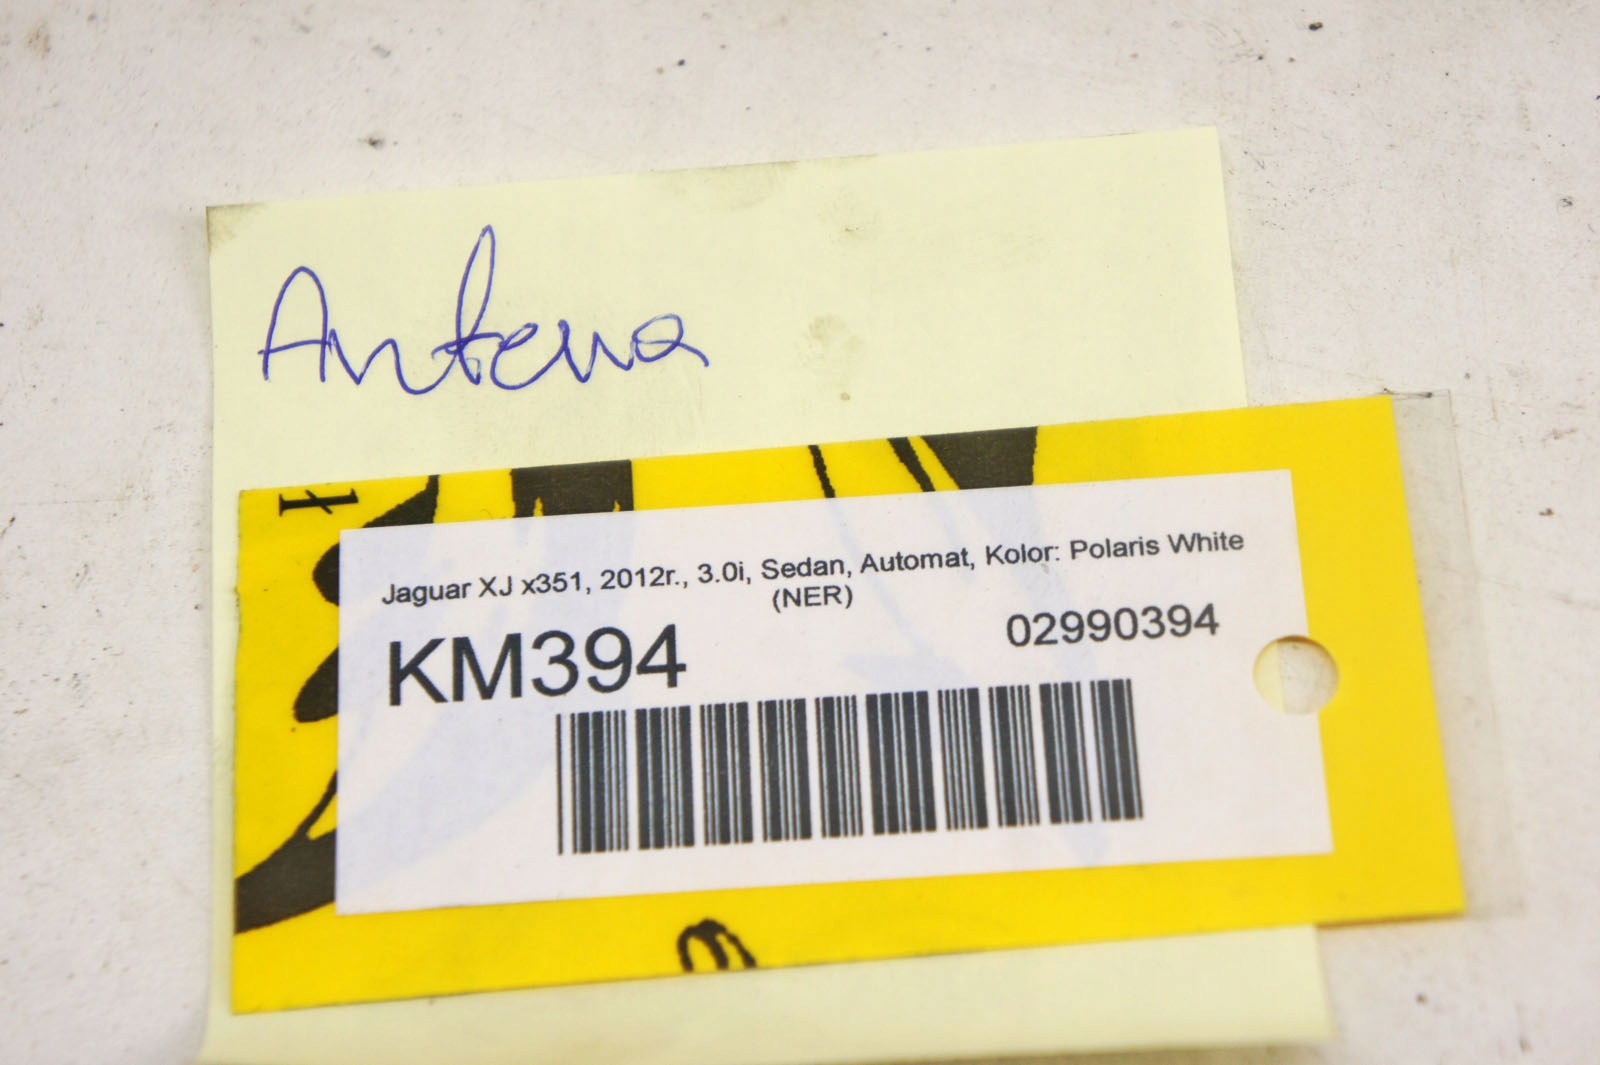 Antena
Jaguar XJ x351, 2012r., 3.0i, Sedan, Automat, Kolor: Polaris White
(NER)
KM394
02990394